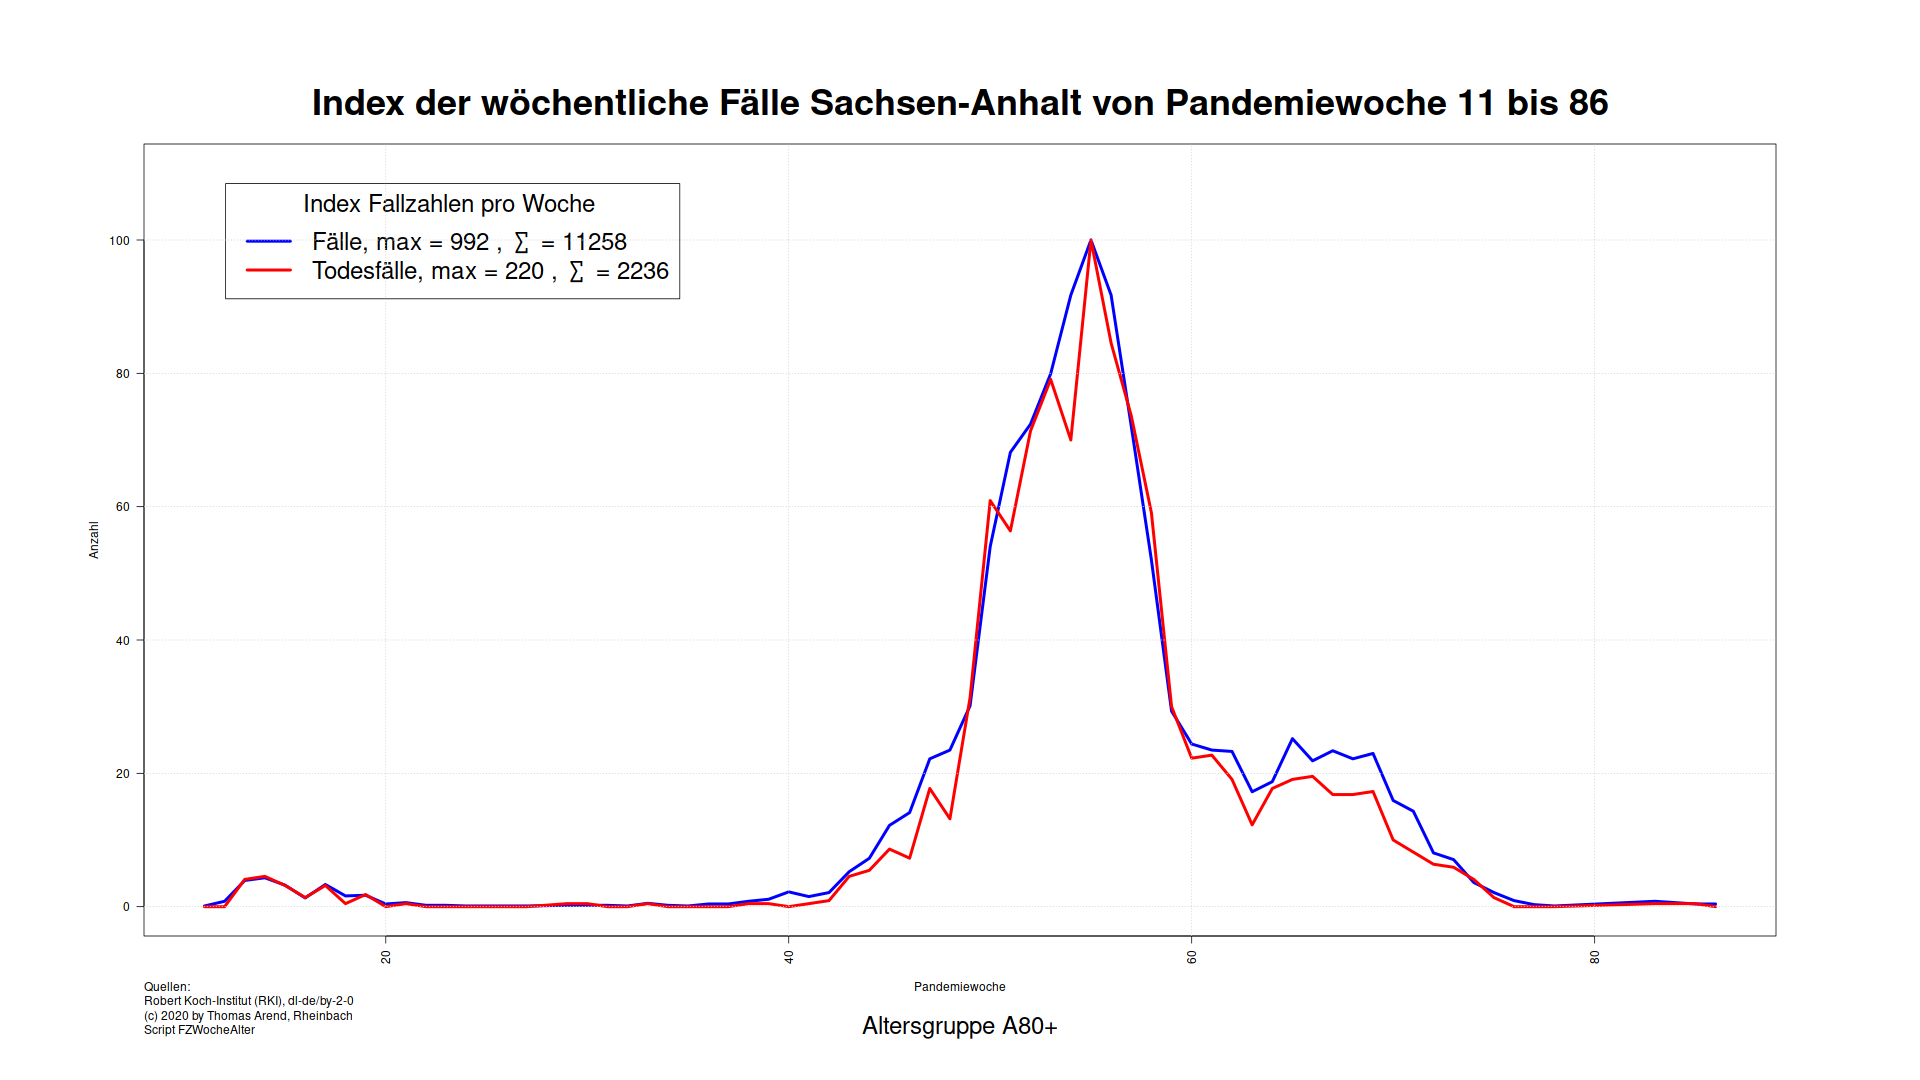 Index der wöchentliche Fälle Sachsen-Anhalt von Pandemiewoche 11 bis 86
Index Fallzahlen pro Woche
Fälle, max = 992 , ∑ = 11258
Todesfälle, max = 220 , ∑ = 2236
100
80
60
40
20
0
Anzahl
20
40
60
80
Pandemiewoche
Quellen:
Robert Koch-Institut (RKI), dl-de/by-2-0
(c) 2020 by Thomas Arend, Rheinbach
Script FZWocheAlter
Altersgruppe A80+